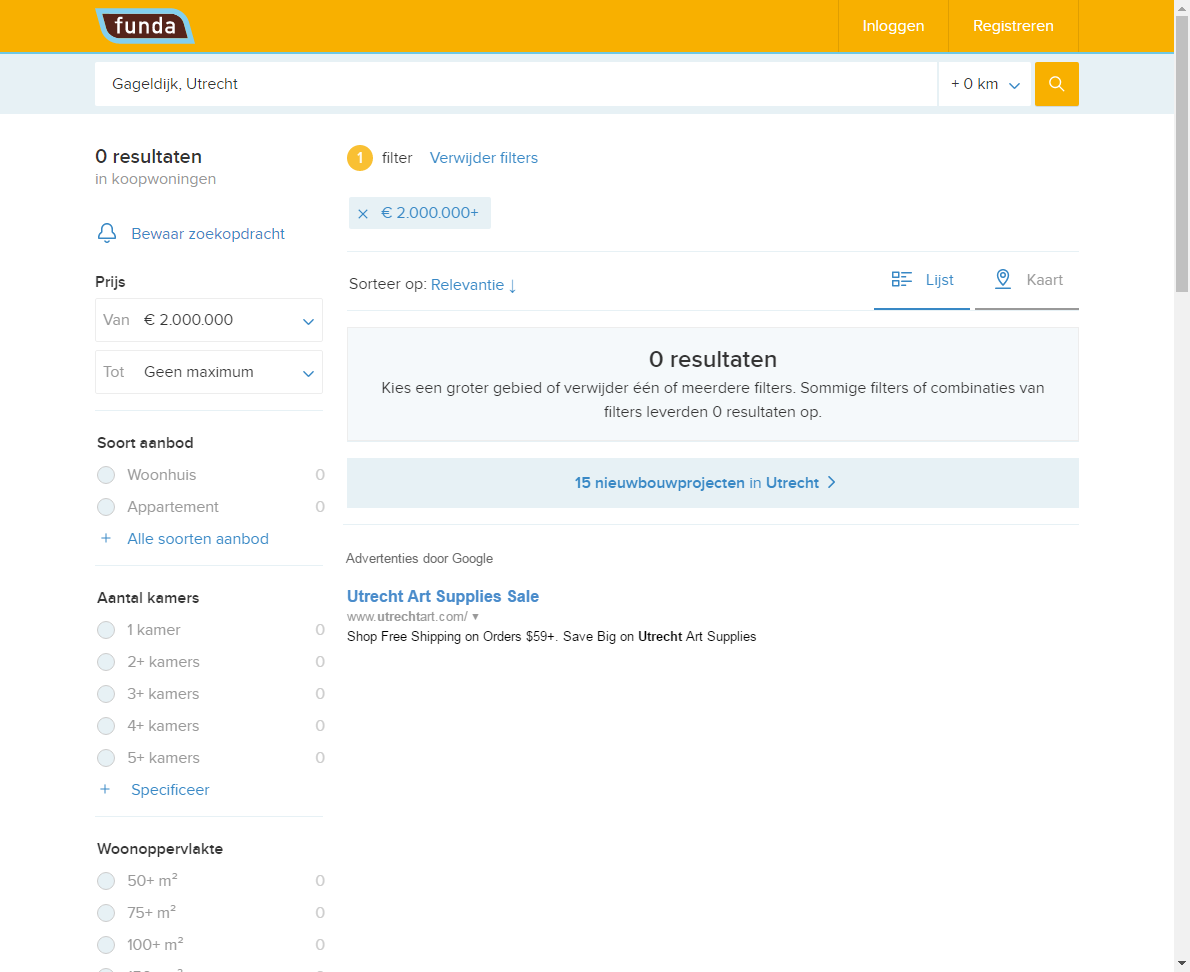 funda
Inloggen
Registreren
Gageldijk, Utrecht
+ 0 km
0 resultaten
in koopwoningen
Bewaar zoekopdracht
Prijs
Van € 2.000.000
Tot Geen maximum
Soort aanbod
Woonhuis 0
Appartement 0
+ Alle soorten aanbod
Aantal kamers
1 kamer 0
2+ kamers 0
3+ kamers 0
4+ kamers 0
5+ kamers 0
+ Specificeer
Woonoppervlakte
50+ m² 0
75+ m² 0
100+ m² 0
1 filter Verwijder filters
× € 2.000.000+
Sorteer op: Relevantie ↓
Lijst
Kaart
0 resultaten
Kies een groter gebied of verwijder één of meerdere filters. Sommige filters of combinaties van
filters leverden 0 resultaten op.
15 nieuwbouwprojecten in Utrecht >
Advertenties door Google
Utrecht Art Supplies Sale
www.utrechtart.com/ ▼
Shop Free Shipping on Orders $59+. Save Big on Utrecht Art Supplies